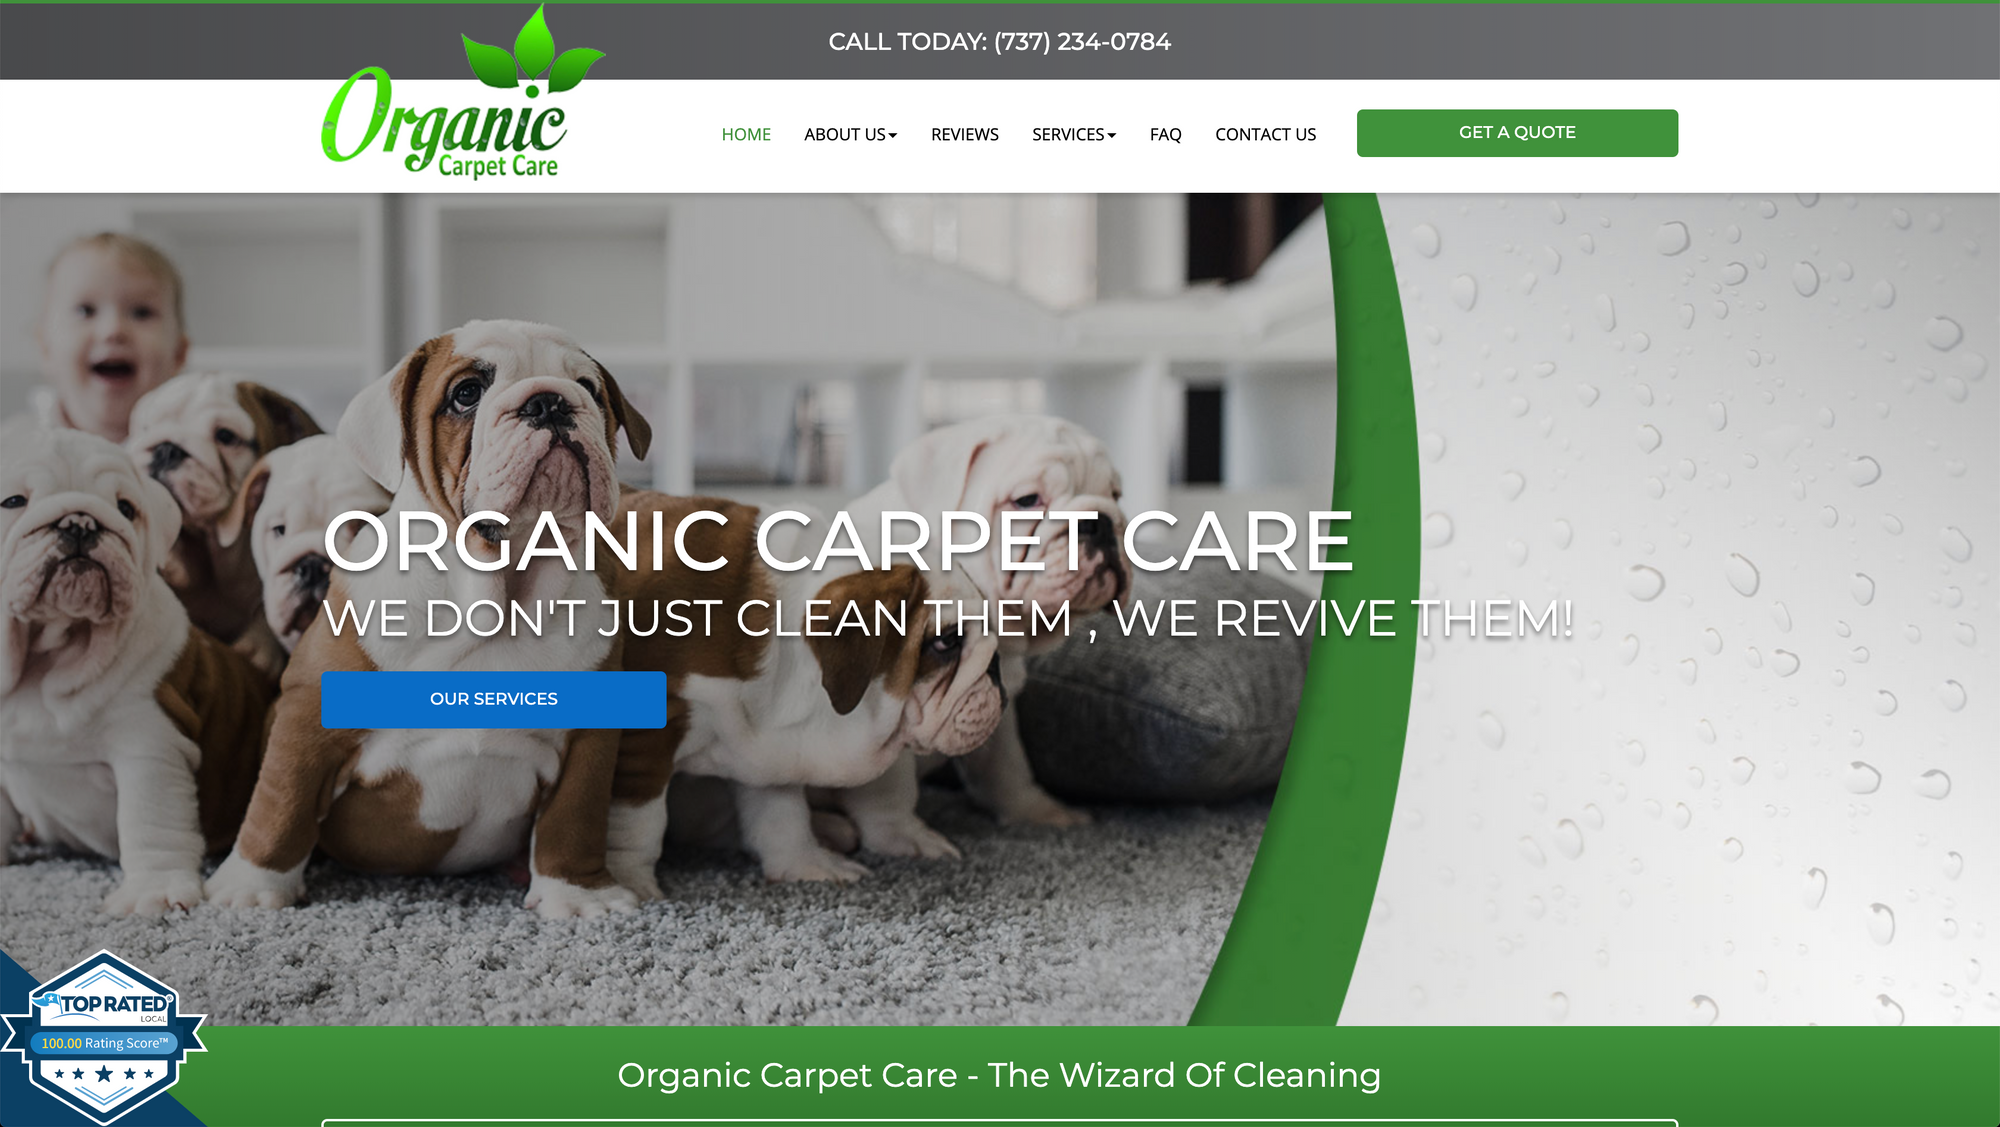 CALL TODAY: (737) 234-0784
Organic
Carpet Care
HOME ABOUT US REVIEWS SERVICES FAQ CONTACT US GET A QUOTE
ORGANIC CARPET CARE
WE DON'T JUST CLEAN THEM , WE REVIVE THEM!
OUR SERVICES
TOP RATED®
LOCAL
100.00 Rating Score™
Organic Carpet Care - The Wizard Of Cleaning